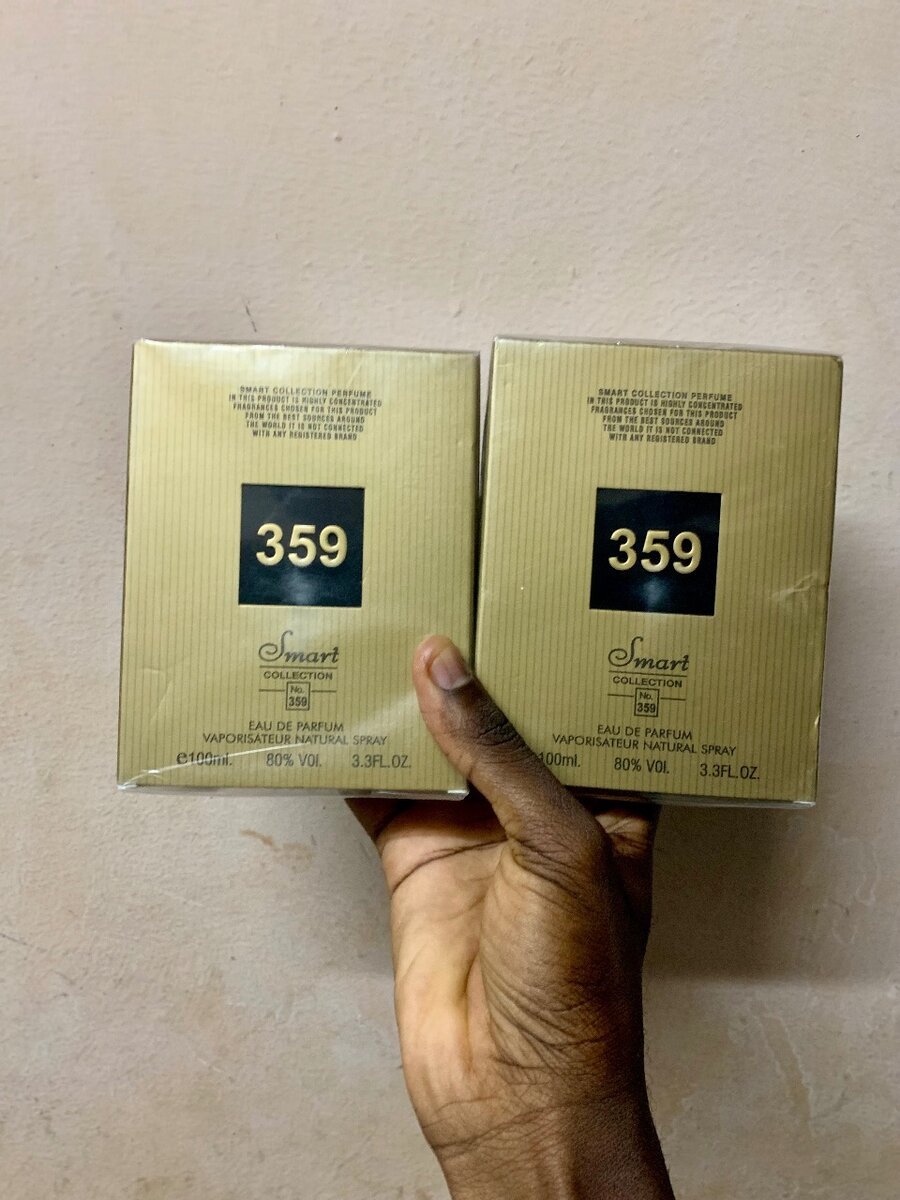 SMART COLLECTION PERFUME
IN THIS PRODUCT IS HIGHLY CONCENTRATED
FRAGRANCES CHOSEN FOR THIS PRODUCT
FROM THE BEST SOURCES AROUND
THE WORLD IT IS NOT CONNECTED
WITH ANY REGISTERED BRAND
359
Smart
COLLECTION
No.
359
EAU DE PARFUM
VAPORISATEUR NATURAL SPRAY
℮100ml. 80% VOl. 3.3FL.OZ.
SMART COLLECTION PERFUME
IN THIS PRODUCT IS HIGHLY CONCENTRATED
FRAGRANCES CHOSEN FOR THIS PRODUCT
FROM THE BEST SOURCES AROUND
THE WORLD IT IS NOT CONNECTED
WITH ANY REGISTERED BRAND
359
Smart
COLLECTION
No.
359
EAU DE PARFUM
VAPORISATEUR NATURAL SPRAY
100ml. 80% VOl. 3.3FL.OZ.